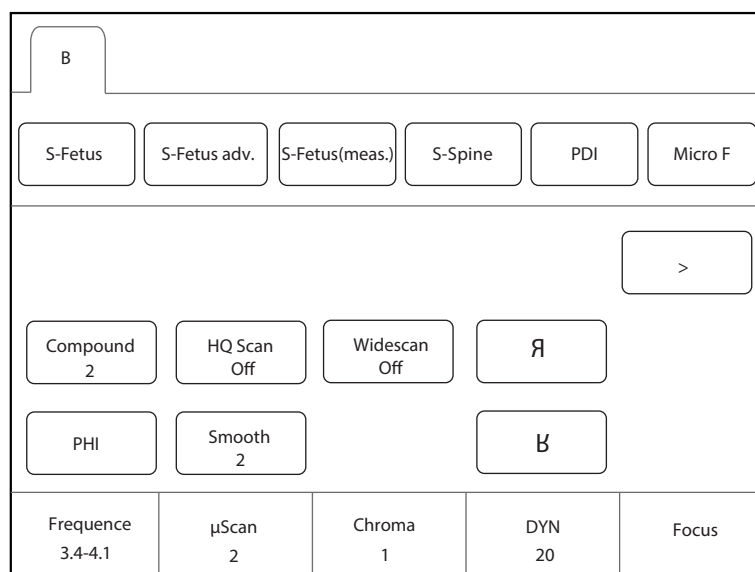 B
S-Fetus
S-Fetus adv.
S-Fetus(meas.)
S-Spine
PDI
Micro F
>
Compound
2
HQ Scan
Off
Widescan
Off
Я
PHI
Smooth
2
ʁ
Frequence
3.4-4.1
µScan
2
Chroma
1
DYN
20
Focus